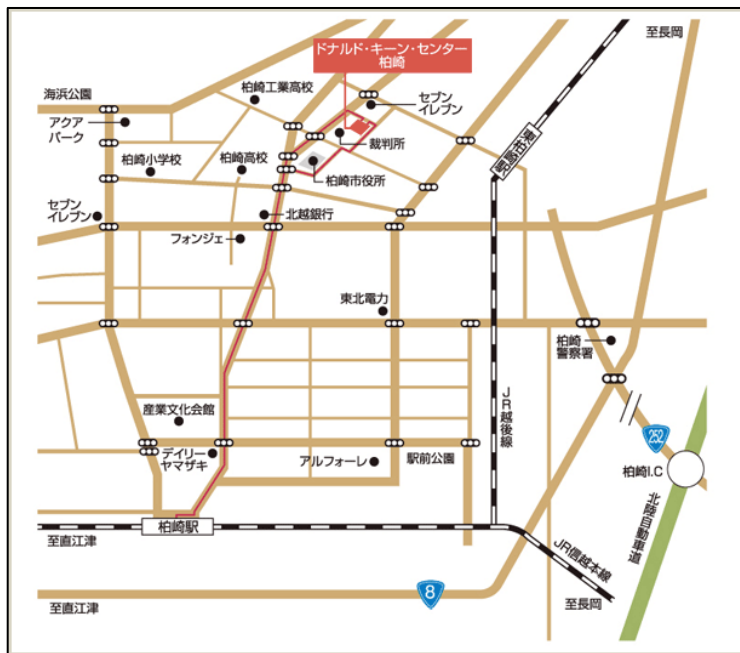 至長岡
ドナルド・キーン・センター
柏崎
柏崎工業高校
セブン
イレブン
海浜公園
アクア
パーク
裁判所
東柏崎駅
柏崎小学校
柏崎高校
柏崎市役所
セブン
イレブン
北越銀行
フォンジェ
東北電力
柏崎
警察署
JR越後線
産業文化会館
252
デイリー
ヤマザキ
アルフォーレ
駅前公園
柏崎I.C
北陸自動車道
柏崎駅
至直江津
JR信越本線
8
至直江津
至長岡